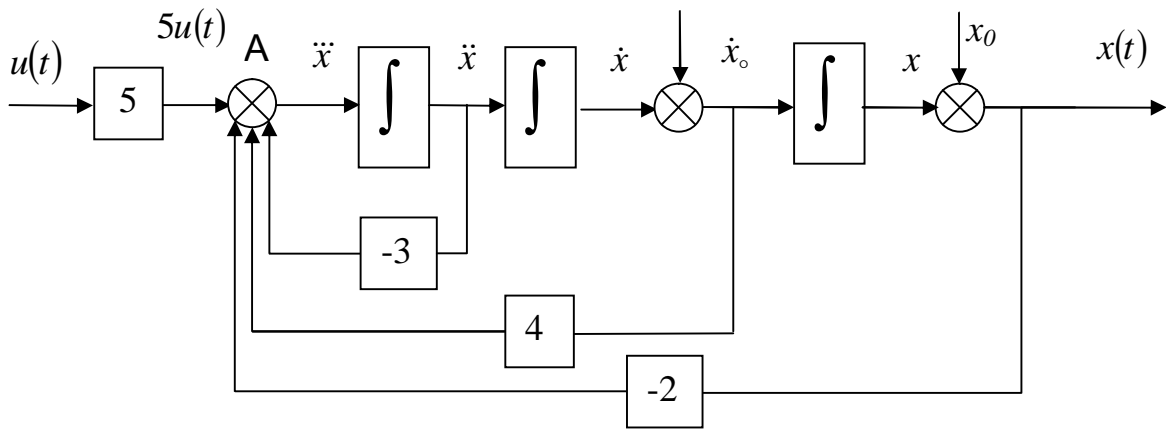 u(t)
5
5u(t)
A
x⃛
∫
ẍ
∫
ẋ
ẋ₀
∫
x
x₀
x(t)
-3
4
-2